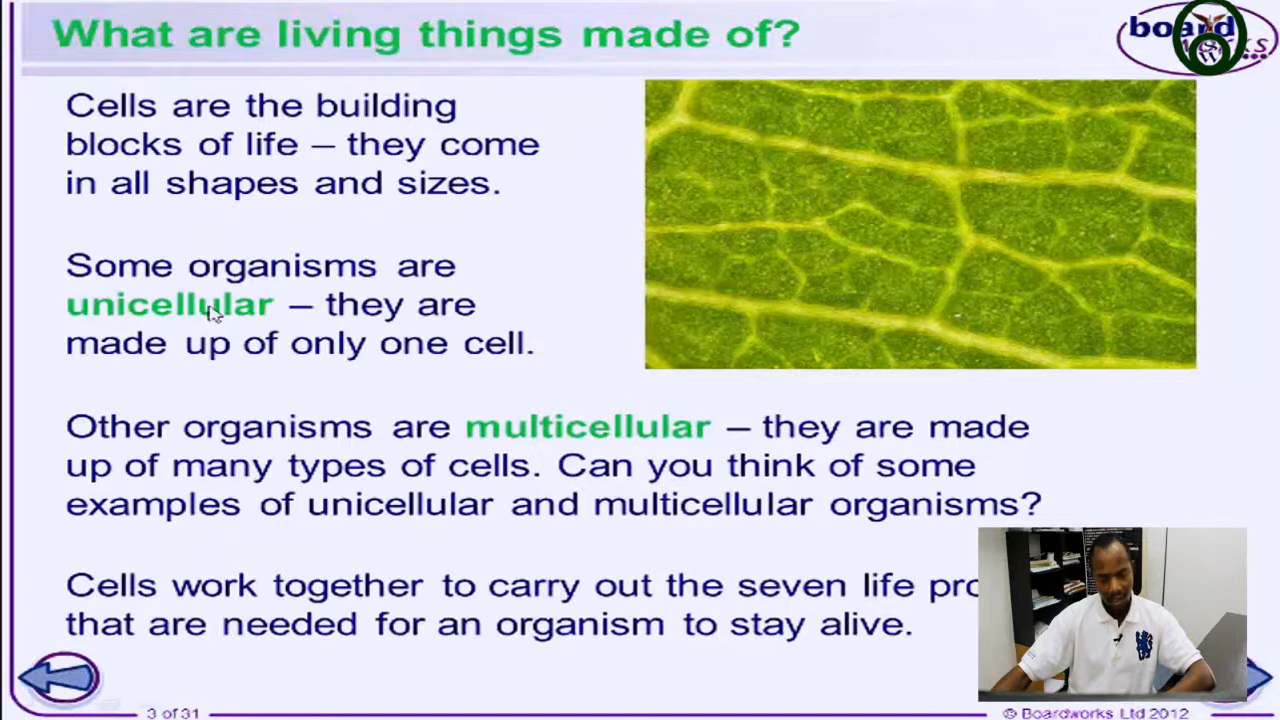 What are living things made of?
board
Cells are the building
blocks of life – they come
in all shapes and sizes.
Some organisms are
unicellular – they are
made up of only one cell.
Other organisms are multicellular – they are made
up of many types of cells. Can you think of some
examples of unicellular and multicellular organisms?
Cells work together to carry out the seven life pro
that are needed for an organism to stay alive.
3 of 31
© Boardworks Ltd 2012